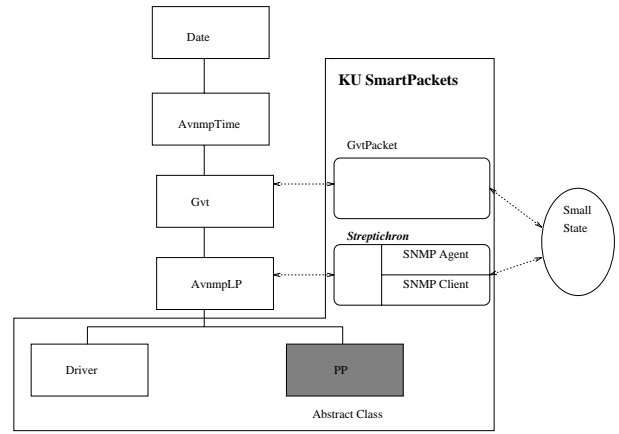 Date
KU SmartPackets
AvnmpTime
GvtPacket
Gvt
Small
State
Streptichron
SNMP Agent
AvnmpLP
SNMP Client
Driver
PP
Abstract Class